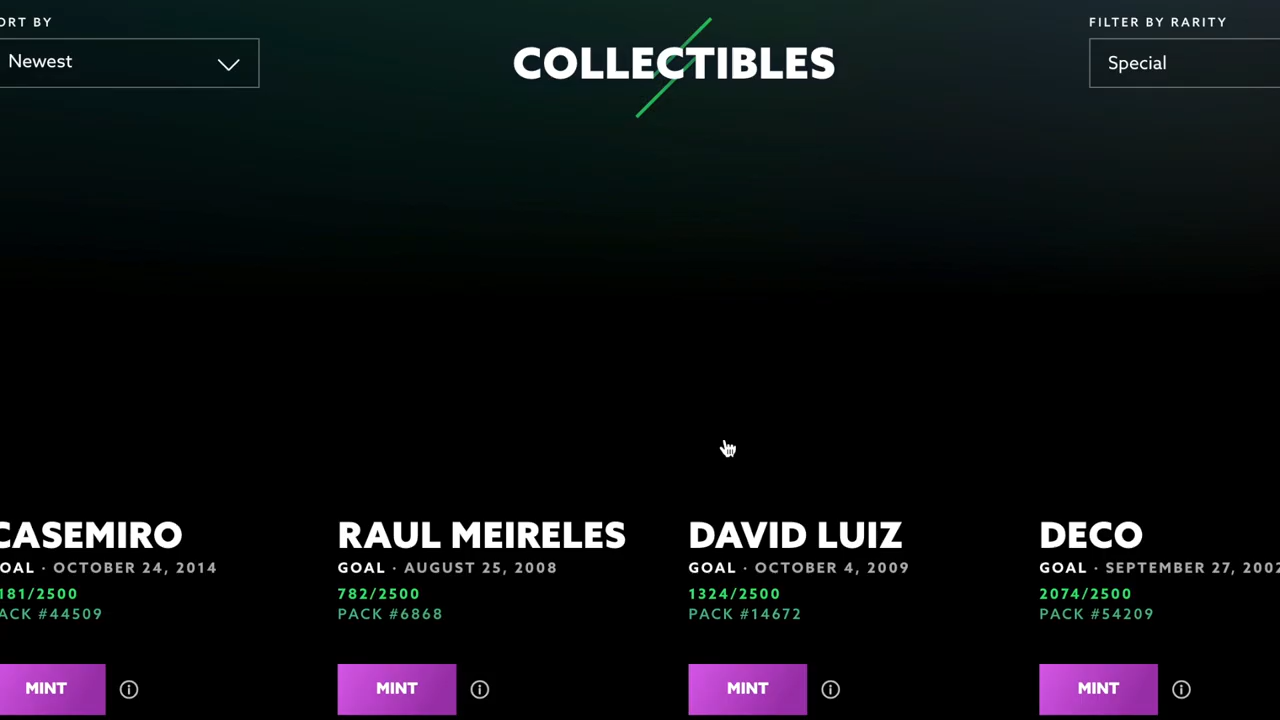 ORT BY
Newest
COLLECTIBLES
FILTER BY RARITY
Special
CASEMIRO
OAL · OCTOBER 24, 2014
181/2500
ACK #44509
MINT
RAUL MEIRELES
GOAL · AUGUST 25, 2008
782/2500
PACK #6868
MINT
DAVID LUIZ
GOAL · OCTOBER 4, 2009
1324/2500
PACK #14672
MINT
DECO
GOAL · SEPTEMBER 27, 2002
2074/2500
PACK #54209
MINT